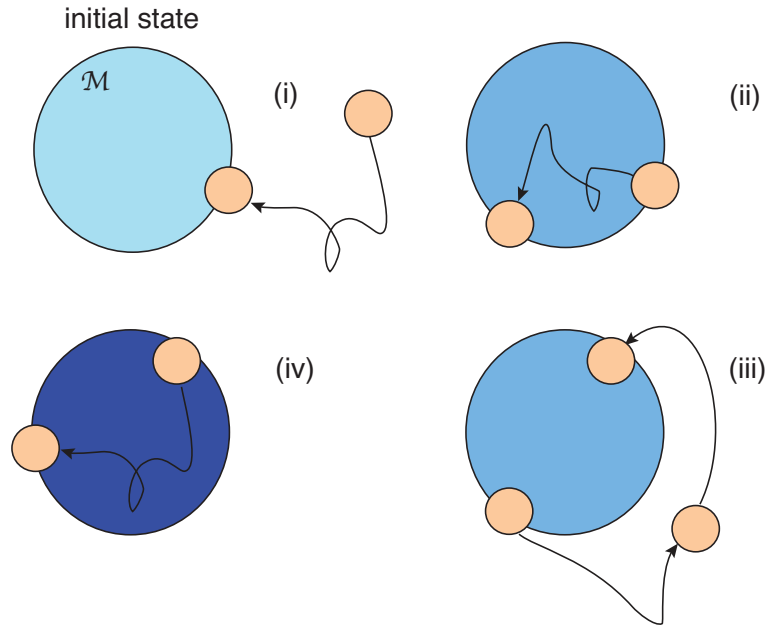 initial state
ℳ
(i)
(ii)
(iv)
(iii)